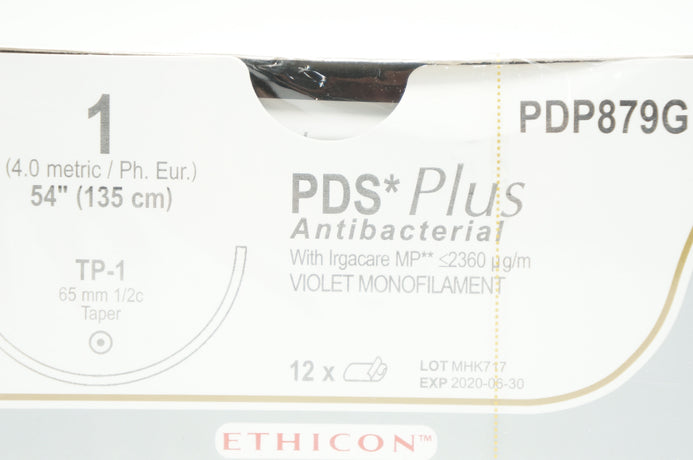 1
(4.0 metric / Ph. Eur.)
54" (135 cm)
TP-1
65 mm 1/2c
Taper
PDP879G
PDS* Plus
Antibacterial
With Irgacare MP** ≤2360 µg/m
VIOLET MONOFILAMENT
12 x
LOT MHK717
EXP 2020-06-30
ETHICON™